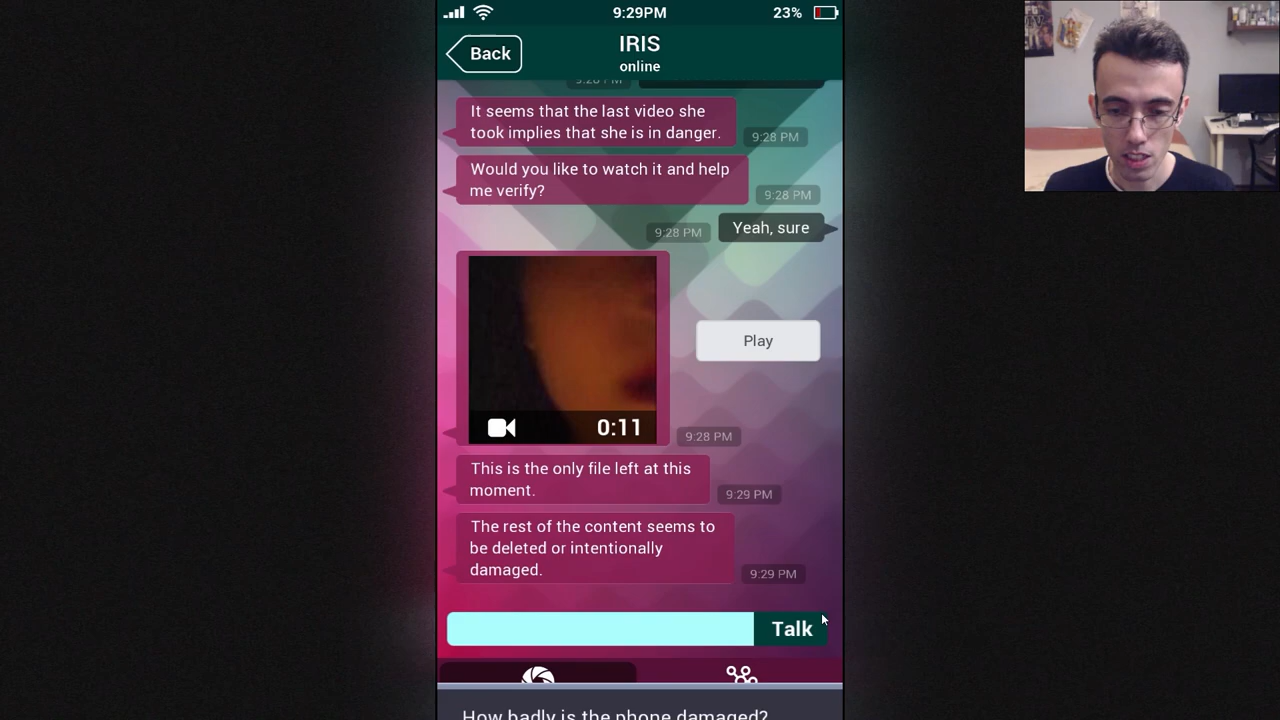 9:29PM
23%
Back
IRIS
online
It seems that the last video she
took implies that she is in danger.
9:28 PM
Would you like to watch it and help
me verify?
9:28 PM
9:28 PM
Yeah, sure
Play
0:11
9:28 PM
This is the only file left at this
moment.
9:29 PM
The rest of the content seems to
be deleted or intentionally
damaged.
9:29 PM
Talk
How badly is the phone damaged?